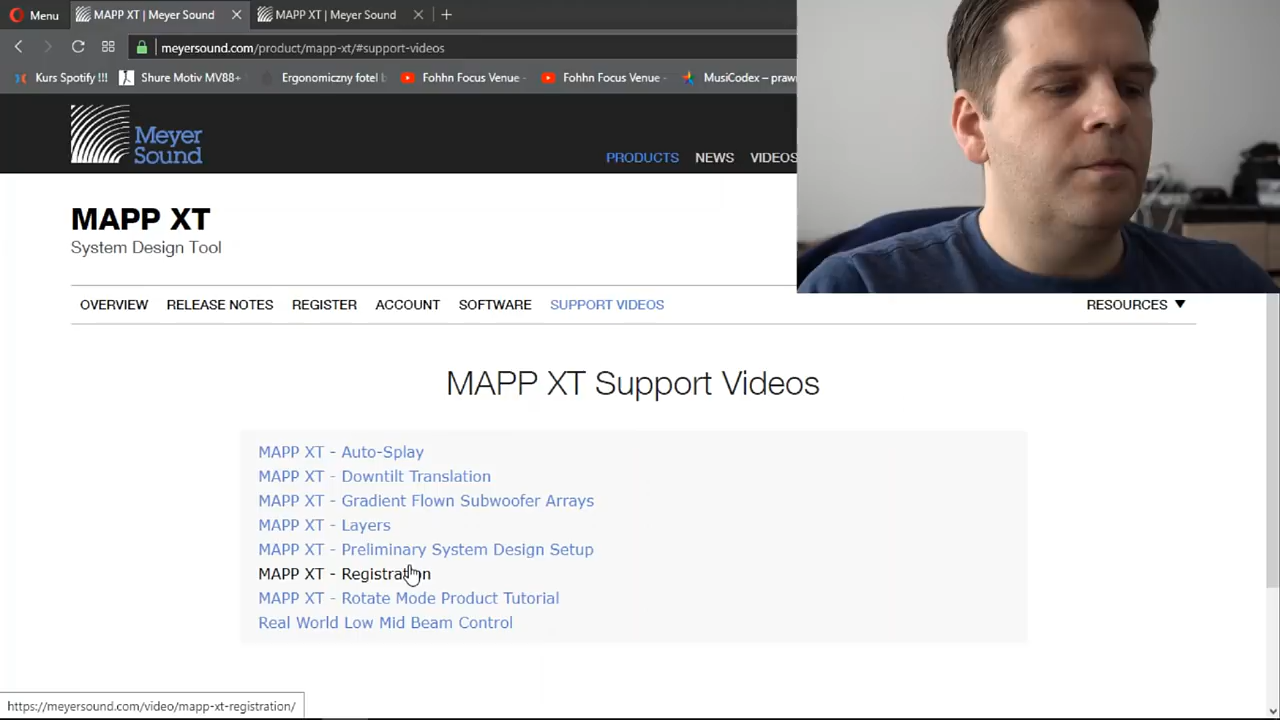 Menu
MAPP XT | Meyer Sound
MAPP XT | Meyer Sound
meyersound.com/product/mapp-xt/#support-videos
Kurs Spotify !!!
Shure Motiv MV88+
Ergonomiczny fotel b
Fohhn Focus Venue -
Fohhn Focus Venue -
MusiCodex – prawn
Meyer Sound
PRODUCTS NEWS VIDEOS
MAPP XT
System Design Tool
OVERVIEW RELEASE NOTES REGISTER ACCOUNT SOFTWARE SUPPORT VIDEOS RESOURCES ▼
MAPP XT Support Videos
MAPP XT - Auto-Splay
MAPP XT - Downtilt Translation
MAPP XT - Gradient Flown Subwoofer Arrays
MAPP XT - Layers
MAPP XT - Preliminary System Design Setup
MAPP XT - Registration
MAPP XT - Rotate Mode Product Tutorial
Real World Low Mid Beam Control
https://meyersound.com/video/mapp-xt-registration/